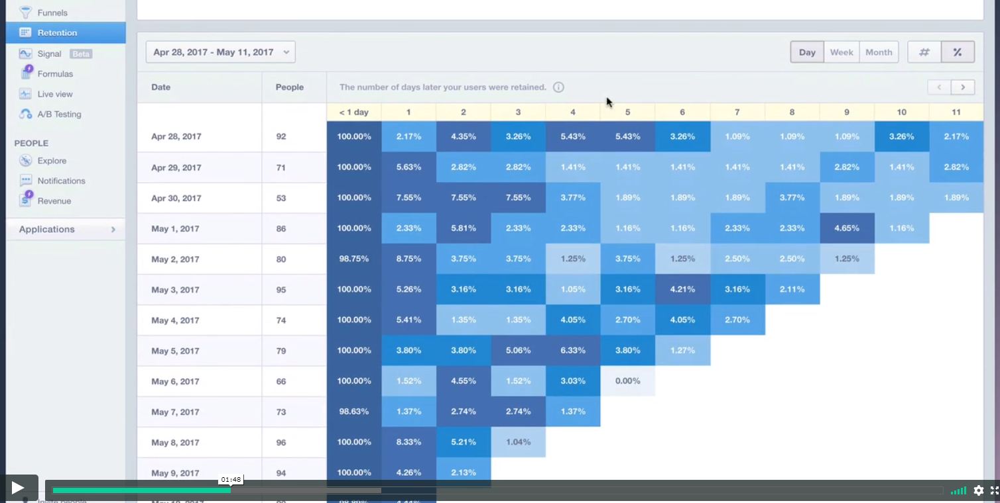 Funnels
Retention
Signal Beta
Formulas
Live view
A/B Testing
PEOPLE
Explore
Notifications
Revenue
Applications
Apr 28, 2017 - May 11, 2017
Day Week Month # %
Date People The number of days later your users were retained.
< 1 day 1 2 3 4 5 6 7 8 9 10 11
Apr 28, 2017 92 100.00% 2.17% 4.35% 3.26% 5.43% 5.43% 3.26% 1.09% 1.09% 1.09% 3.26% 2.17%
Apr 29, 2017 71 100.00% 5.63% 2.82% 2.82% 1.41% 1.41% 1.41% 1.41% 1.41% 2.82% 1.41% 2.82%
Apr 30, 2017 53 100.00% 7.55% 7.55% 7.55% 3.77% 1.89% 1.89% 1.89% 3.77% 1.89% 1.89% 1.89%
May 1, 2017 86 100.00% 2.33% 5.81% 2.33% 2.33% 1.16% 1.16% 2.33% 2.33% 4.65% 1.16%
May 2, 2017 80 98.75% 8.75% 3.75% 3.75% 1.25% 3.75% 1.25% 2.50% 2.50% 1.25%
May 3, 2017 95 100.00% 5.26% 3.16% 3.16% 1.05% 3.16% 4.21% 3.16% 2.11%
May 4, 2017 74 100.00% 5.41% 1.35% 1.35% 4.05% 2.70% 4.05% 2.70%
May 5, 2017 79 100.00% 3.80% 3.80% 5.06% 6.33% 3.80% 1.27%
May 6, 2017 66 100.00% 1.52% 4.55% 1.52% 3.03% 0.00%
May 7, 2017 73 98.63% 1.37% 2.74% 2.74% 1.37%
May 8, 2017 96 100.00% 8.33% 5.21% 1.04%
May 9, 2017 94 100.00% 4.26% 2.13%
01:48
Invite people